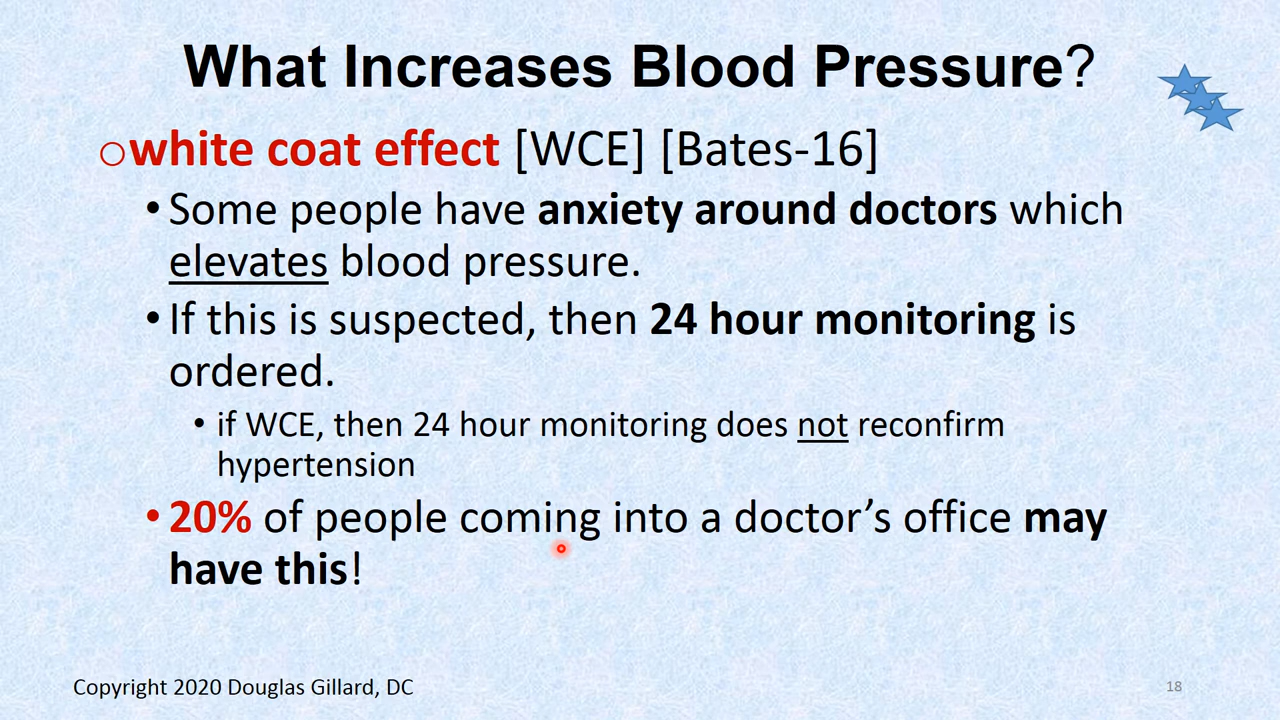 What Increases Blood Pressure?
○white coat effect [WCE] [Bates-16]
• Some people have anxiety around doctors which
elevates blood pressure.
• If this is suspected, then 24 hour monitoring is
ordered.
• if WCE, then 24 hour monitoring does not reconfirm
hypertension
• 20% of people coming into a doctor’s office may
have this!
Copyright 2020 Douglas Gillard, DC
18